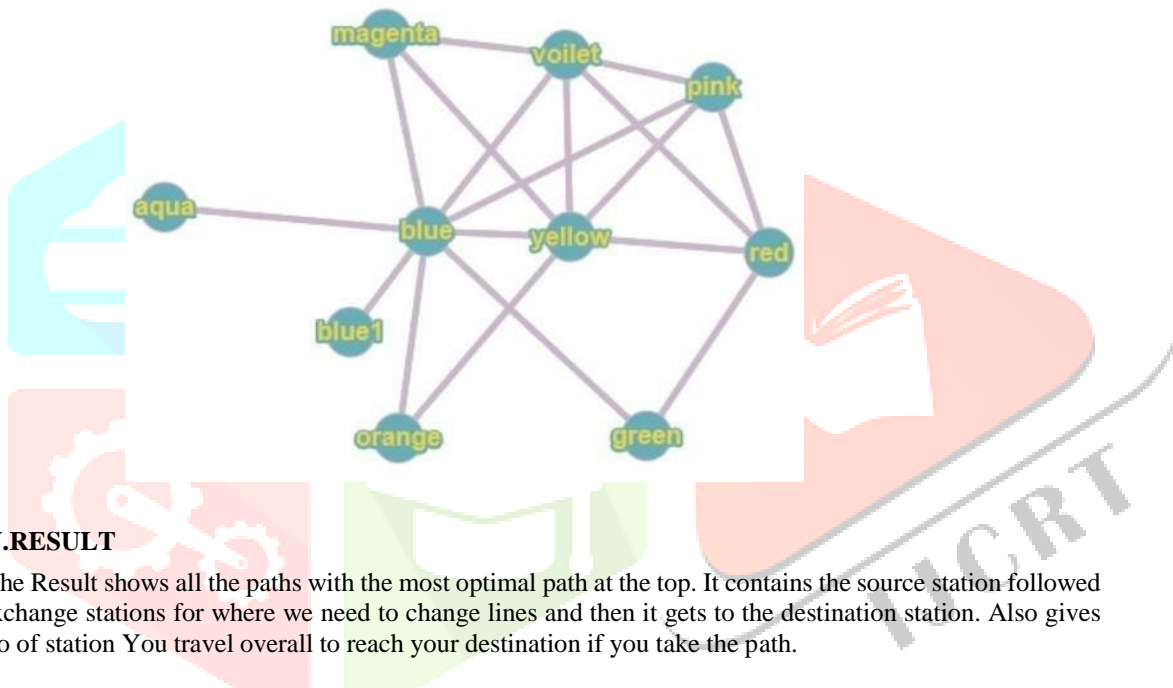 magenta
voilet
pink
aqua
blue
yellow
red
blue1
orange
green
.RESULT
he Result shows all the paths with the most optimal path at the top. It contains the source station followed
xchange stations for where we need to change lines and then it gets to the destination station. Also gives
o of station You travel overall to reach your destination if you take the path.
IJCRT